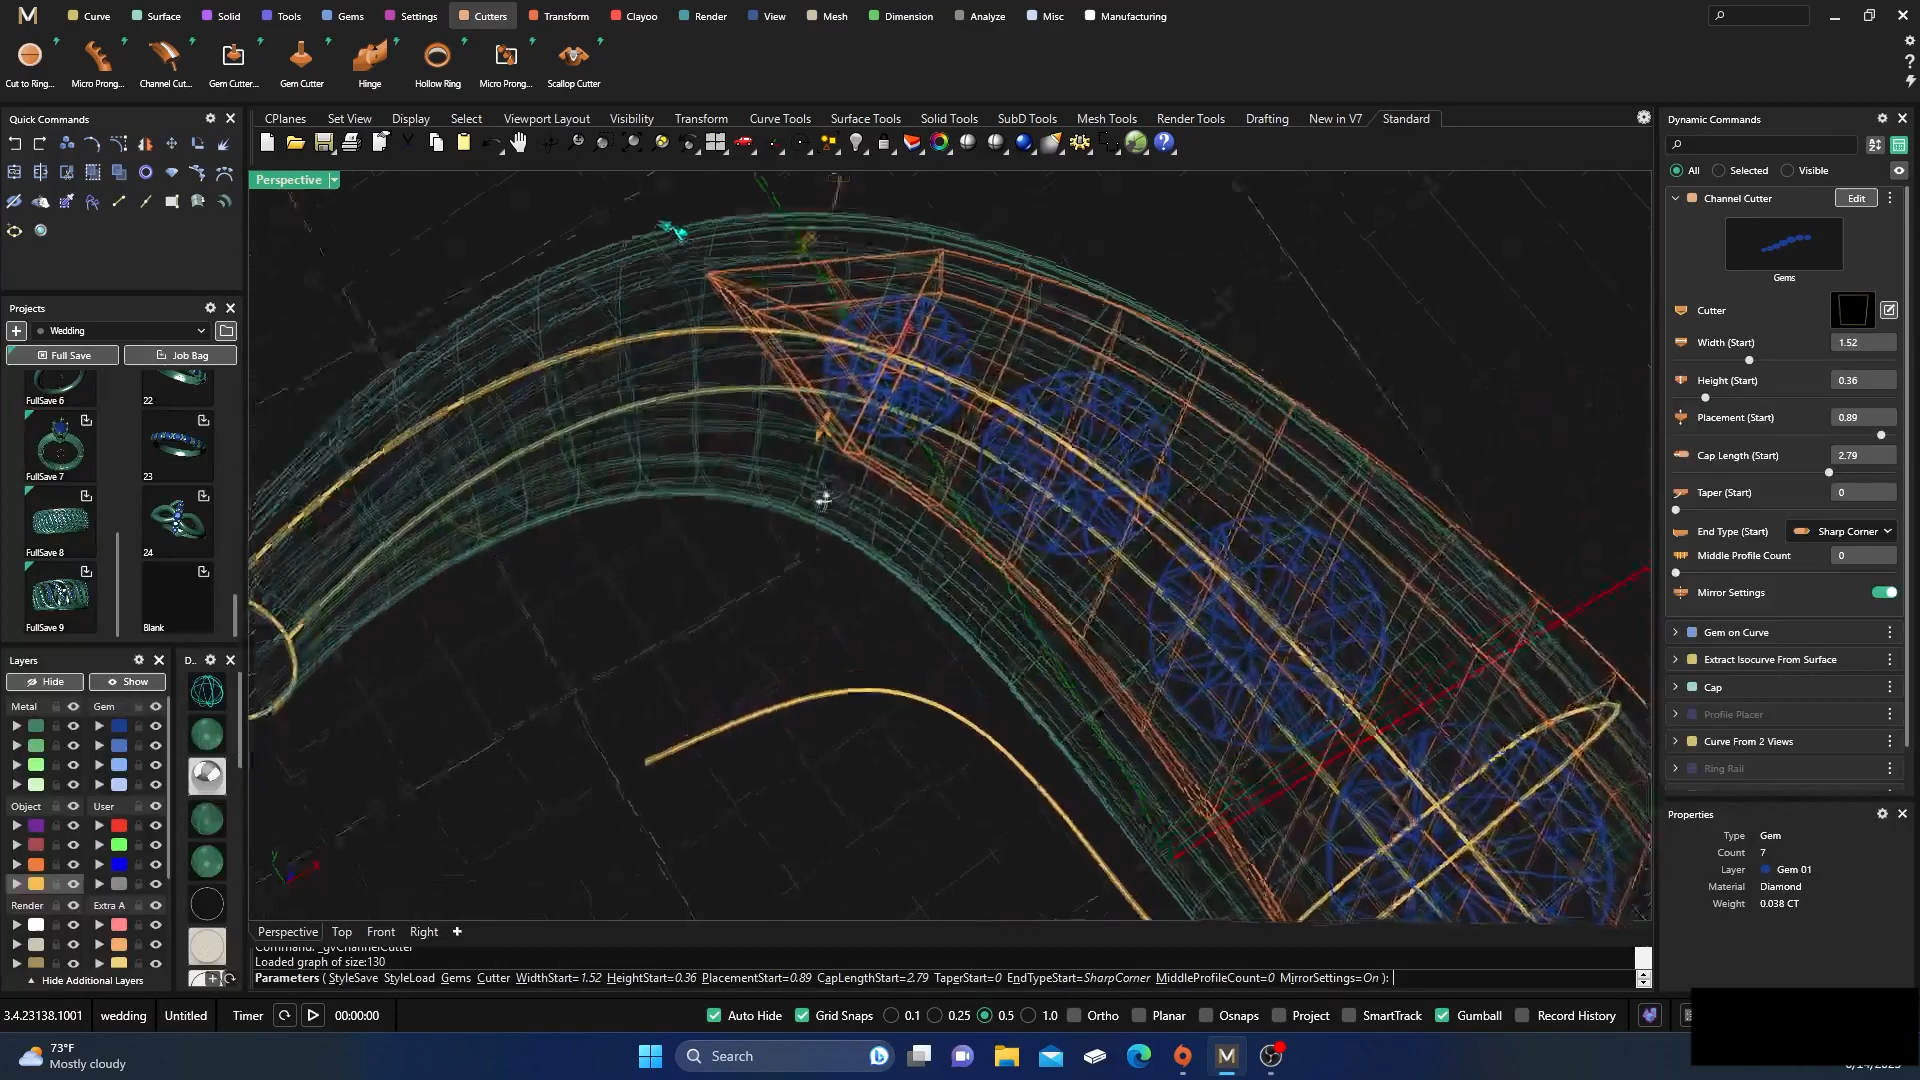 Curve Surface Solid Tools Gems Settings Cutters Transform Clayoo Render View Mesh Dimension Analyze Misc Manufacturing
Cut to Ring... Micro Prong... Channel Cut... Gem Cutter... Gem Cutter Hinge Hollow Ring Micro Prong... Scallop Cutter
Quick Commands
CPlanes Set View Display Select Viewport Layout Visibility Transform Curve Tools Surface Tools Solid Tools SubD Tools Mesh Tools Render Tools Drafting New in V7 Standard
Perspective
Projects
Wedding
Full Save Job Bag
FullSave 6 22
FullSave 7 23
FullSave 8 24
FullSave 9 Blank
Layers D..
Hide Show
Metal Gem
Object User
Render Extra A
Hide Additional Layers
Dynamic Commands
All Selected Visible
Channel Cutter Edit
Gems
Cutter
Width (Start) 1.52
Height (Start) 0.36
Placement (Start) 0.89
Cap Length (Start) 2.79
Taper (Start) 0
End Type (Start) Sharp Corner
Middle Profile Count 0
Mirror Settings
Gem on Curve
Extract Isocurve From Surface
Cap
Profile Placer
Curve From 2 Views
Ring Rail
Properties
Type Gem
Count 7
Layer Gem 01
Material Diamond
Weight 0.038 CT
Perspective Top Front Right
Command: _gvChannelCutter
Loaded graph of size:130
Parameters ( StyleSave StyleLoad Gems Cutter WidthStart=1.52 HeightStart=0.36 PlacementStart=0.89 CapLengthStart=2.79 TaperStart=0 EndTypeStart=SharpCorner MiddleProfileCount=0 MirrorSettings=On ):
3.4.23138.1001 wedding Untitled Timer 00:00:00 Auto Hide Grid Snaps 0.1 0.25 0.5 1.0 Ortho Planar Osnaps Project SmartTrack Gumball Record History
73°F
Mostly cloudy
Search